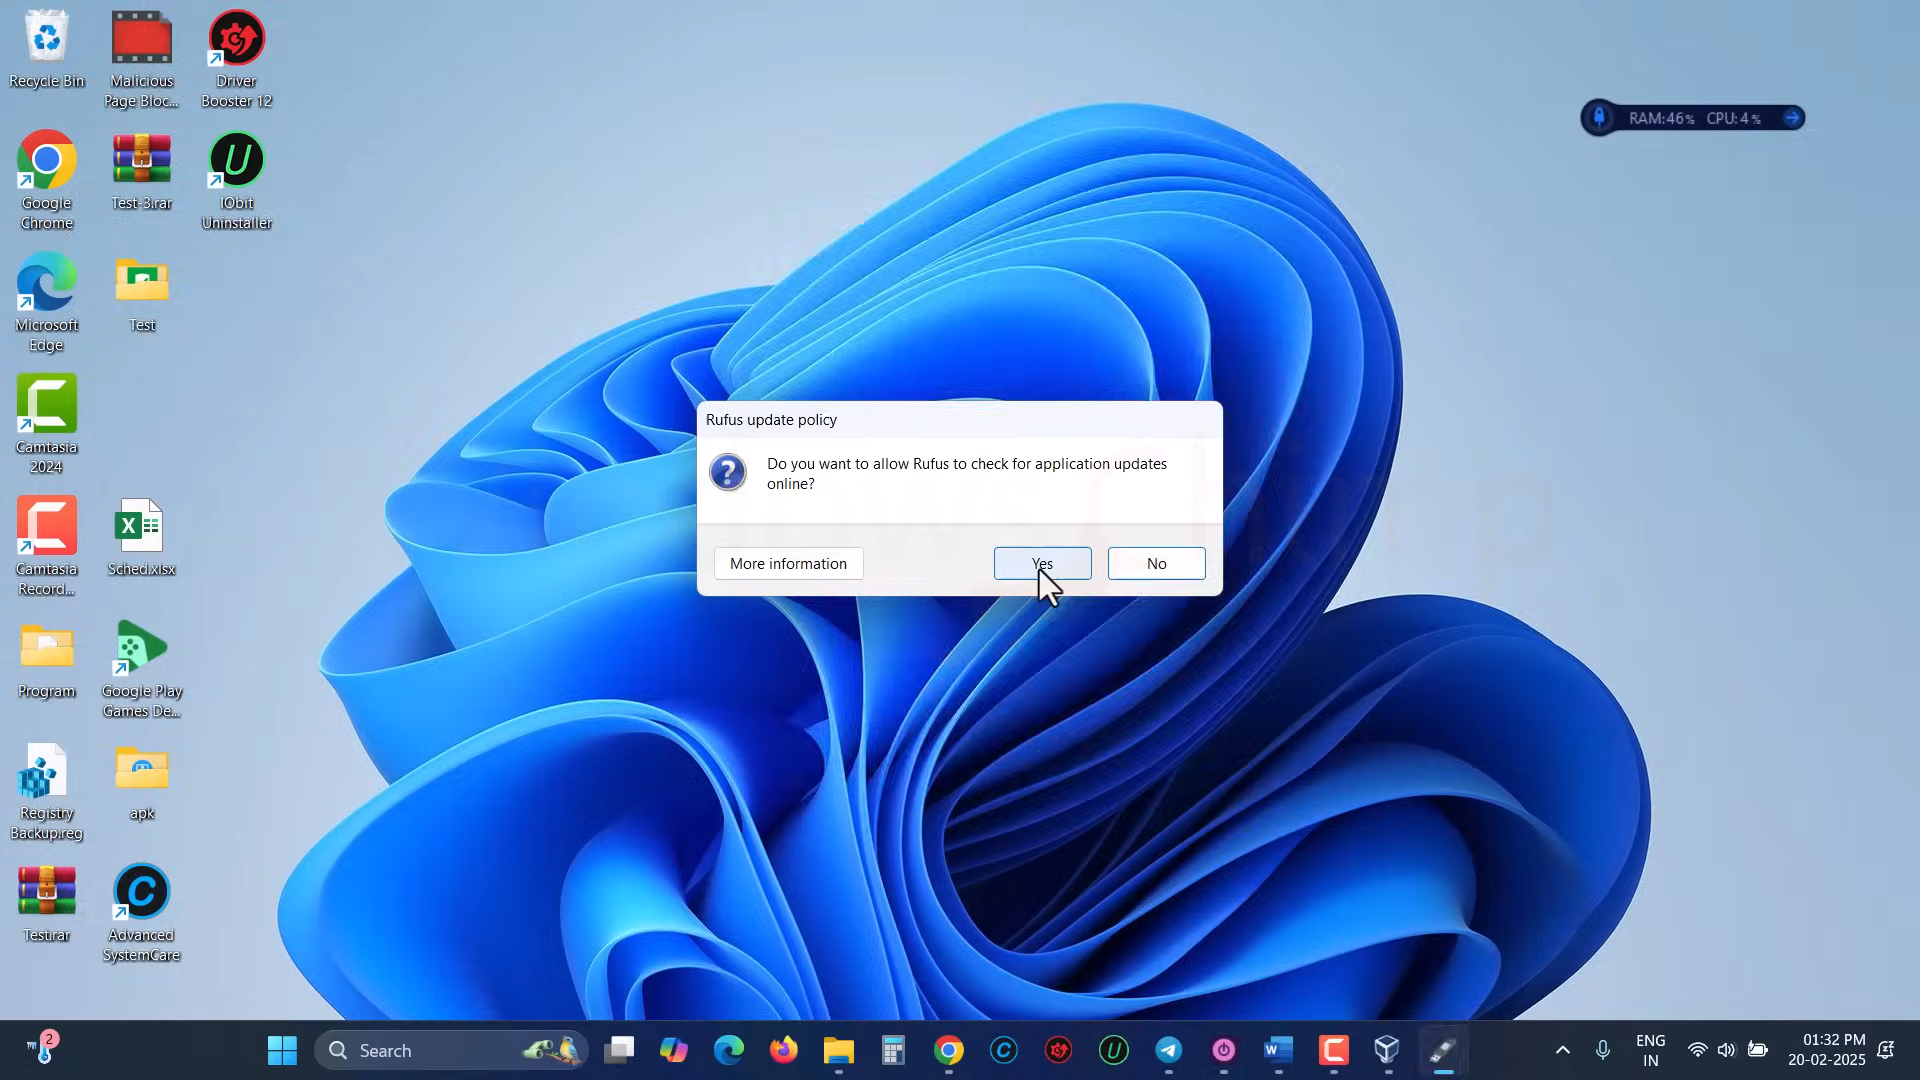 Recycle Bin
Malicious
Page Bloc...
Driver
Booster 12
Google
Chrome
Test-3.rar
IObit
Uninstaller
Microsoft
Edge
Test
Camtasia
2024
Camtasia
Record...
Sched.xlsx
Program
Google Play
Games De...
Registry
Backup.reg
apk
Test.rar
Advanced
SystemCare
RAM:46% CPU:4%
Rufus update policy
Do you want to allow Rufus to check for application updates
online?
More information
Yes
No
2
Search
ENG
IN
01:32 PM
20-02-2025